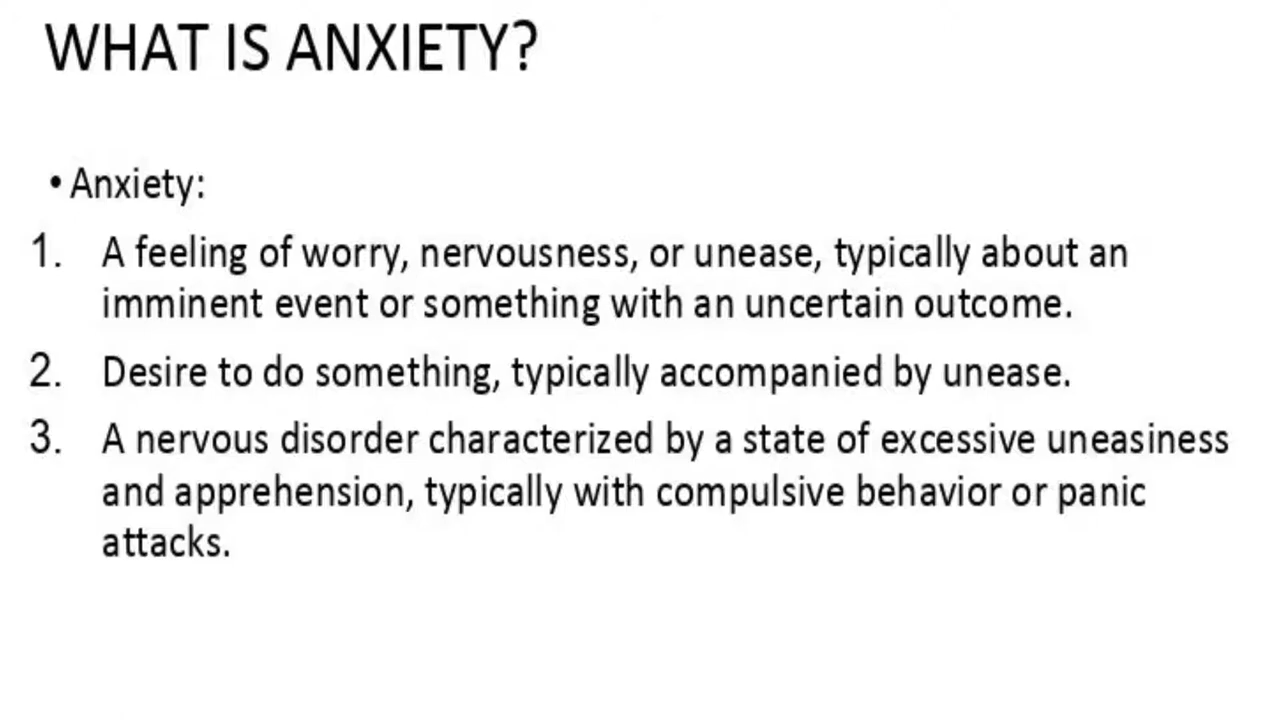 WHAT IS ANXIETY?
• Anxiety:
1. A feeling of worry, nervousness, or unease, typically about an
imminent event or something with an uncertain outcome.
2. Desire to do something, typically accompanied by unease.
3. A nervous disorder characterized by a state of excessive uneasiness
and apprehension, typically with compulsive behavior or panic
attacks.